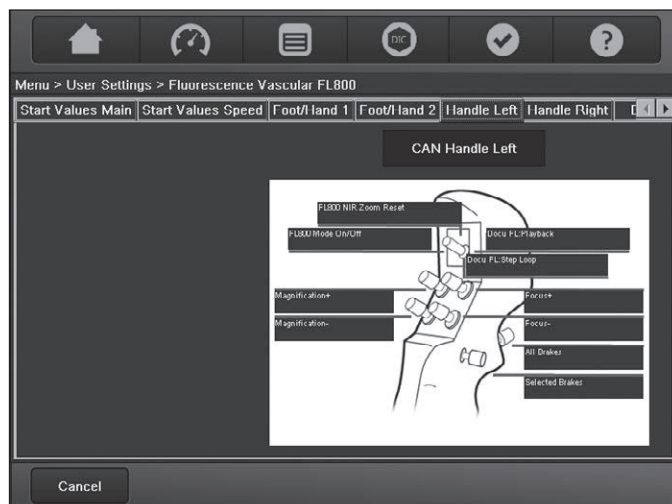 DIC
?
Menu > User Settings > Fluorescence Vascular FL800
Start Values Main Start Values Speed Foot/Hand 1 Foot/Hand 2 Handle Left Handle Right
CAN Handle Left
FL800 NIR Zoom Reset
FL800 Mode On/Off Docu FL:Playback
Docu FL:Step Loop
Magnification+ Focus+
Magnification- Focus-
All Brakes
Selected Brakes
Cancel